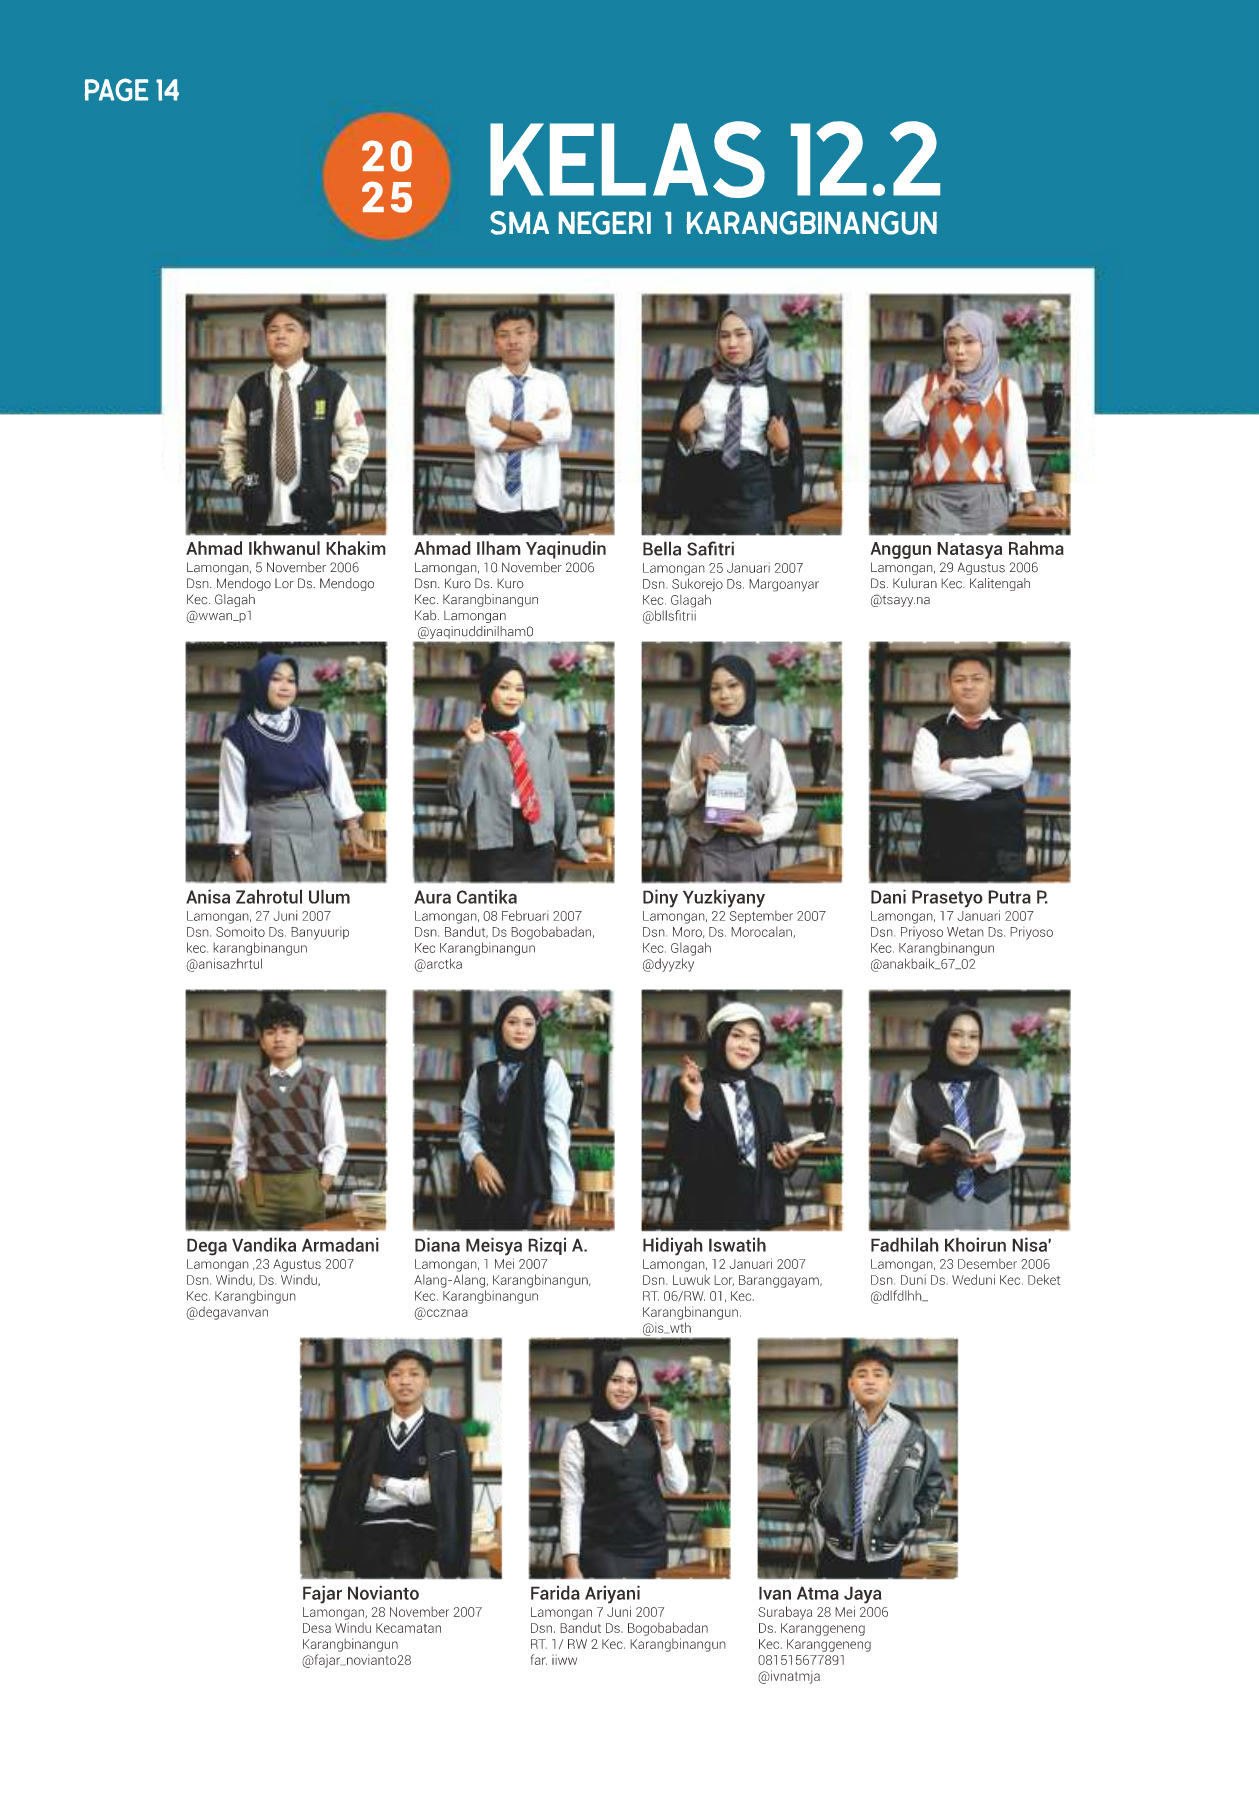 PAGE 14
20
25
KELAS 12.2
SMA NEGERI 1 KARANGBINANGUN
Ahmad Ikhwanul Khakim
Lamongan, 5 November 2006
Dsn. Mendogo Lor Ds. Mendogo
Kec. Glagah
@wwan_p1
Ahmad Ilham Yaqinudin
Lamongan, 10 November 2006
Dsn. Kuro Ds. Kuro
Kec. Karangbinangun
Kab. Lamongan
@yaqinuddinilham0
Bella Safitri
Lamongan 25 Januari 2007
Dsn. Sukorejo Ds. Margoanyar
Kec. Glagah
@bllsfitrii
Anggun Natasya Rahma
Lamongan, 29 Agustus 2006
Ds. Kuluran Kec. Kalitengah
@tsayy.na
Anisa Zahrotul Ulum
Lamongan, 27 Juni 2007
Dsn. Somoito Ds. Banyuurip
kec. karangbinangun
@anisazhrtul
Aura Cantika
Lamongan, 08 Februari 2007
Dsn. Bandut, Ds Bogobabadan,
Kec Karangbinangun
@arctka
Diny Yuzkiyany
Lamongan, 22 September 2007
Dsn. Moro, Ds. Morocalan,
Kec. Glagah
@dyyzky
Dani Prasetyo Putra P.
Lamongan, 17 Januari 2007
Dsn. Priyoso Wetan Ds. Priyoso
Kec. Karangbinangun
@anakbaik_67_02
Dega Vandika Armadani
Lamongan ,23 Agustus 2007
Dsn. Windu, Ds. Windu,
Kec. Karangbingun
@degavanvan
Diana Meisya Rizqi A.
Lamongan, 1 Mei 2007
Alang-Alang, Karangbinangun,
Kec. Karangbinangun
@ccznaa
Hidiyah Iswatih
Lamongan, 12 Januari 2007
Dsn. Luwuk Lor, Baranggayam,
RT. 06/RW. 01, Kec.
Karangbinangun.
@is_wth
Fadhilah Khoirun Nisa'
Lamongan, 23 Desember 2006
Dsn. Duni Ds. Weduni Kec. Deket
@dlfdlhh_
Fajar Novianto
Lamongan, 28 November 2007
Desa Windu Kecamatan
Karangbinangun
@fajar_novianto28
Farida Ariyani
Lamongan 7 Juni 2007
Dsn. Bandut Ds. Bogobabadan
RT. 1/ RW 2 Kec. Karangbinangun
far. iiww
Ivan Atma Jaya
Surabaya 28 Mei 2006
Ds. Karanggeneng
Kec. Karanggeneng
081515677891
@ivnatmja